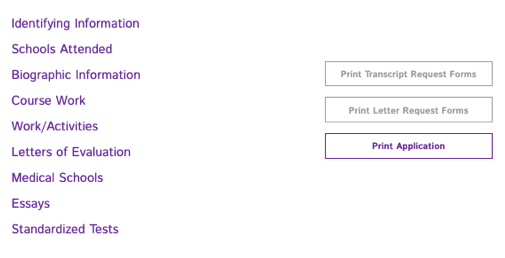 Identifying Information
Schools Attended
Biographic Information
Course Work
Work/Activities
Letters of Evaluation
Medical Schools
Essays
Standardized Tests
Print Transcript Request Forms
Print Letter Request Forms
Print Application